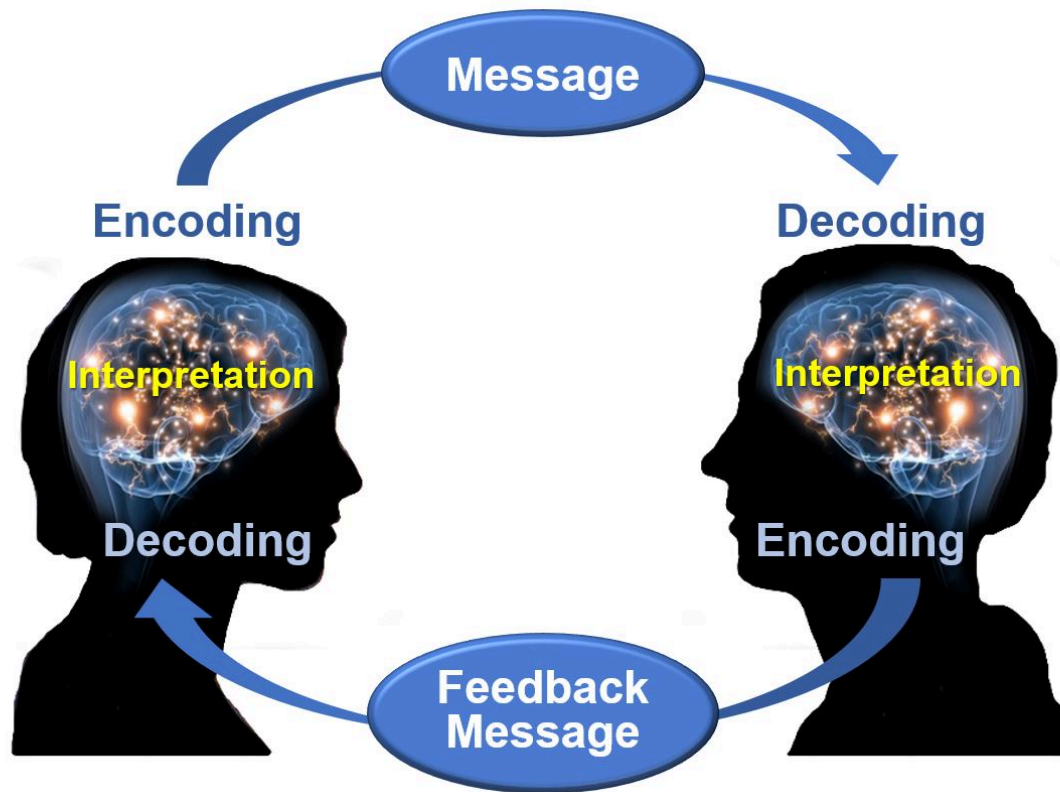 Message
Encoding
Decoding
Interpretation
Interpretation
Decoding
Encoding
Feedback
Message